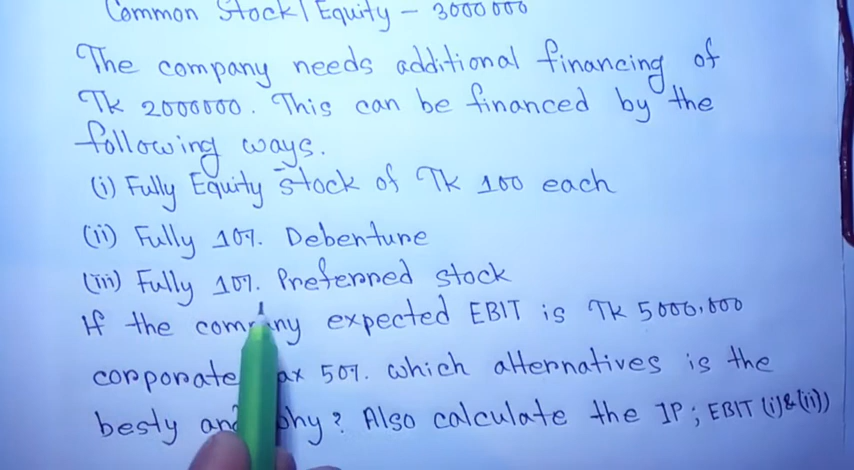 Common Stock/Equity - 3000000
The company needs additional financing of
Tk 2000000. This can be financed by the
following ways.
(i) Fully Equity stock of Tk 100 each
(ii) Fully 10%. Debenture
(iii) Fully 10%. Preferred stock
If the company expected EBIT is Tk 5000,000
corporate tax 50%. which alternatives is the
besty and why? Also calculate the IP; EBIT (i)&(ii))